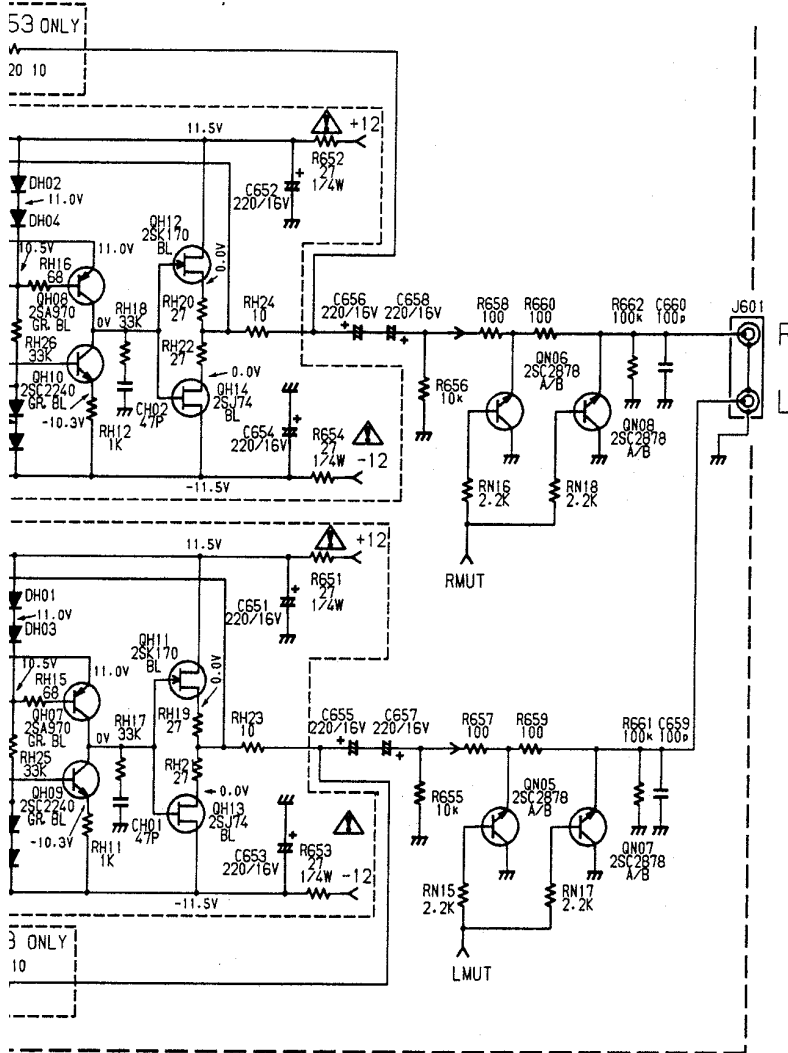 53 ONLY
20 10
11.5V
+12
R652
27
1/4W
C652
220/16V
DH02
11.0V
DH04
QH12
2SK170
BL
0.0V
10.5V
11.0V
RH16
68
QH08
2SA970
GR. BL
0V
RH18
33K
RH20
27
RH24
10
C656
220/16V
C658
220/16V
R658
100
R660
100
R662
100k
C660
100p
J601
R
L
RH26
33K
RH22
27
QH10
2SC2240
GR. BL
-10.3V
RH12
1K
CH02
47P
0.0V
QH14
2SJ74
BL
C654
220/16V
R654
27
1/4W
-12
-11.5V
R656
10k
QN06
2SC2878
A/B
QN08
2SC2878
A/B
RN16
2.2K
RN18
2.2K
RMUT
11.5V
+12
R651
27
1/4W
C651
220/16V
DH01
11.0V
DH03
QH11
2SK170
BL
0.0V
10.5V
11.0V
RH15
68
QH07
2SA970
GR. BL
RH17
33K
RH19
27
RH23
10
C655
220/16V
C657
220/16V
R657
100
R659
100
R661
100k
C659
100p
RH25
33K
RH21
27
QH09
2SC2240
GR. BL
-10.3V
RH11
1K
CH01
47P
0.0V
QH13
2SJ74
BL
C653
220/16V
R653
27
1/4W
-12
-11.5V
R655
10k
QN05
2SC2878
A/B
QN07
2SC2878
A/B
RN15
2.2K
RN17
2.2K
LMUT
3 ONLY
10